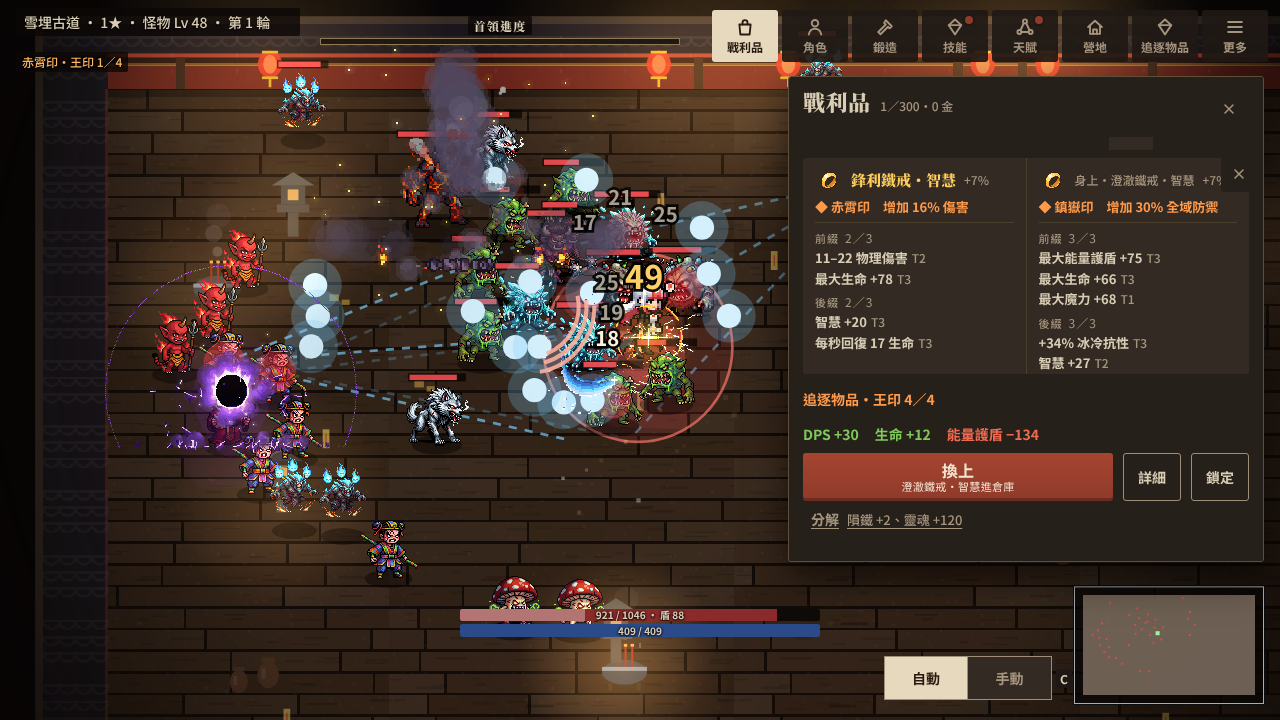 雪埋古道・1★・怪物 Lv 48・第 1 輪
首領進度
戰利品
角色
鍛造
技能
天賦
營地
追逐物品
更多
赤霄印・王印 1／4
戰利品 1／300・0 金
鋒利鐵戒・智慧 +7%
◆ 赤霄印 增加 16% 傷害
前綴 2／3
11–22 物理傷害 T2
最大生命 +78 T3
後綴 2／3
智慧 +20 T3
每秒回復 17 生命 T3
身上・澄澈鐵戒・智慧 +7%
◆ 鎮嶽印 增加 30% 全域防禦
前綴 3／3
最大能量護盾 +75 T3
最大生命 +66 T3
最大魔力 +68 T1
後綴 3／3
+34% 冰冷抗性 T3
智慧 +27 T2
追逐物品・王印 4／4
DPS +30 生命 +12 能量護盾 −134
換上
澄澈鐵戒・智慧進倉庫
詳細
鎖定
分解 隕鐵 +2、靈魂 +120
21
25
17
25
49
19
18
921 / 1046・盾 88
409 / 409
自動
手動
C